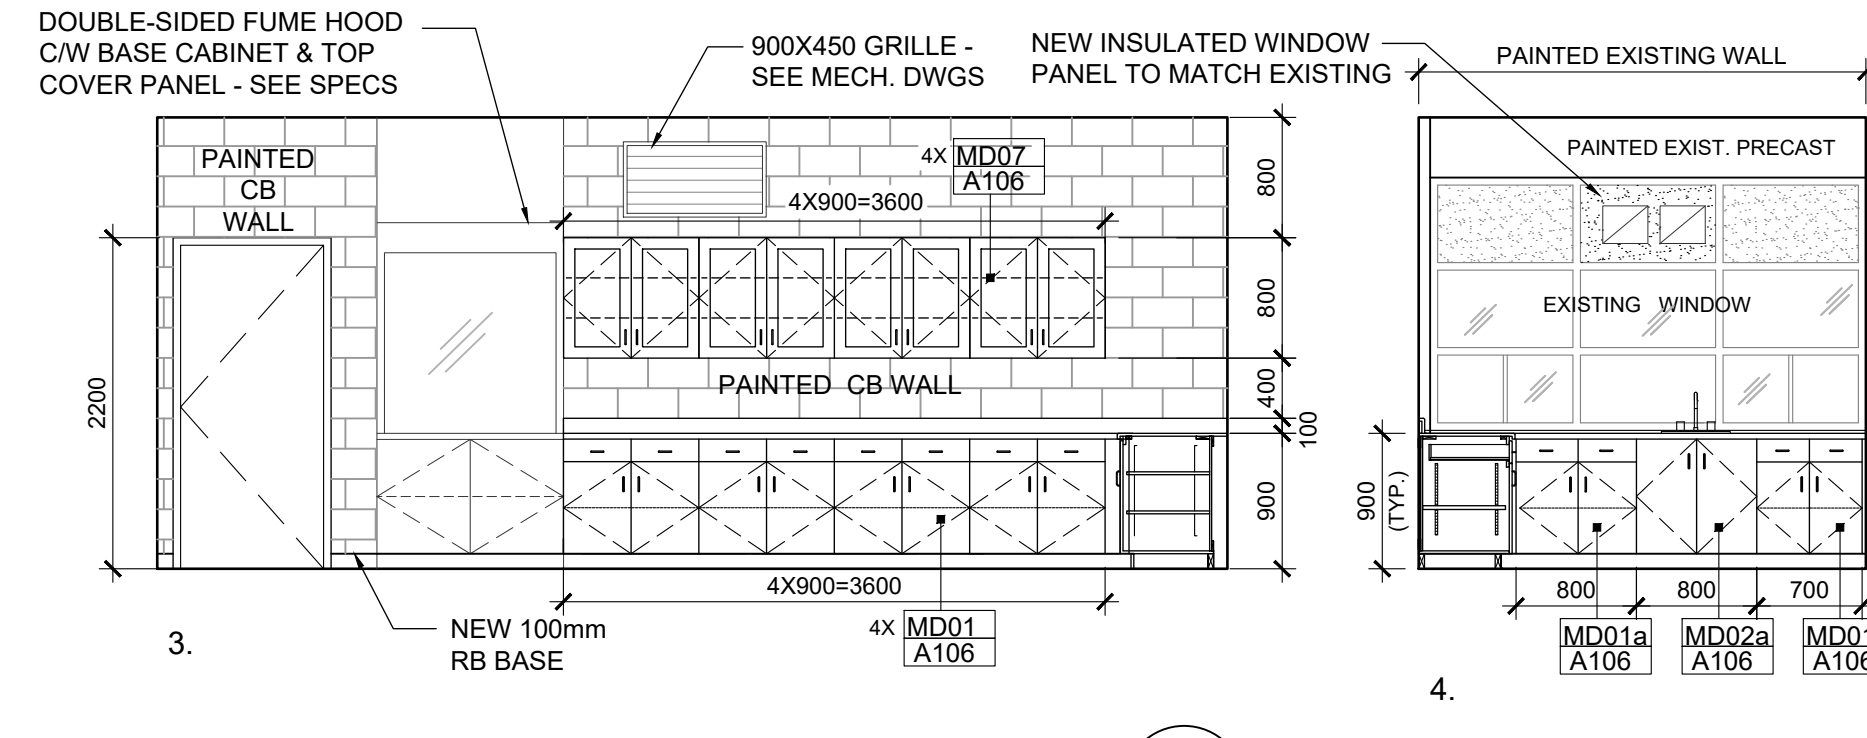 DOUBLE-SIDED FUME HOOD
C/W BASE CABINET & TOP
COVER PANEL - SEE SPECS
900X450 GRILLE -
SEE MECH. DWGS
NEW INSULATED WINDOW
PANEL TO MATCH EXISTING
PAINTED EXISTING WALL
PAINTED
CB
WALL
4X MD07
A106
4X900=3600
800
PAINTED EXIST. PRECAST
800
EXISTING WINDOW
2200
PAINTED CB WALL
400
100
900
900
(TYP.)
4X900=3600
800
800
700
NEW 100mm
RB BASE
4X MD01
A106
MD01a
A106
MD02a
A106
3.
4.